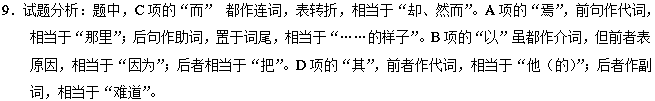 9．试题分析：题中，C 项的“而” 都作连词，表转折，相当于“却、然而”。A 项的“焉”，前句作代词，
相当于“那里”；后句作助词，置于词尾，相当于“……的样子”。B 项的“以”虽都作介词，但前者表
原因，相当于“因为”；后者相当于“把”。D 项的“其”，前者作代词，相当于“他（的）”；后者作副
词，相当于“难道”。